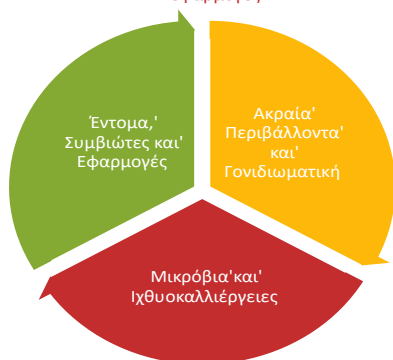 Έντομα,'
Συμβιώτες και'
Εφαρμογές
Ακραία'
Περιβάλλοντα'
και'
Γονιδιωματική
Μικρόβια'και'
Ιχθυοκαλλιέργειες